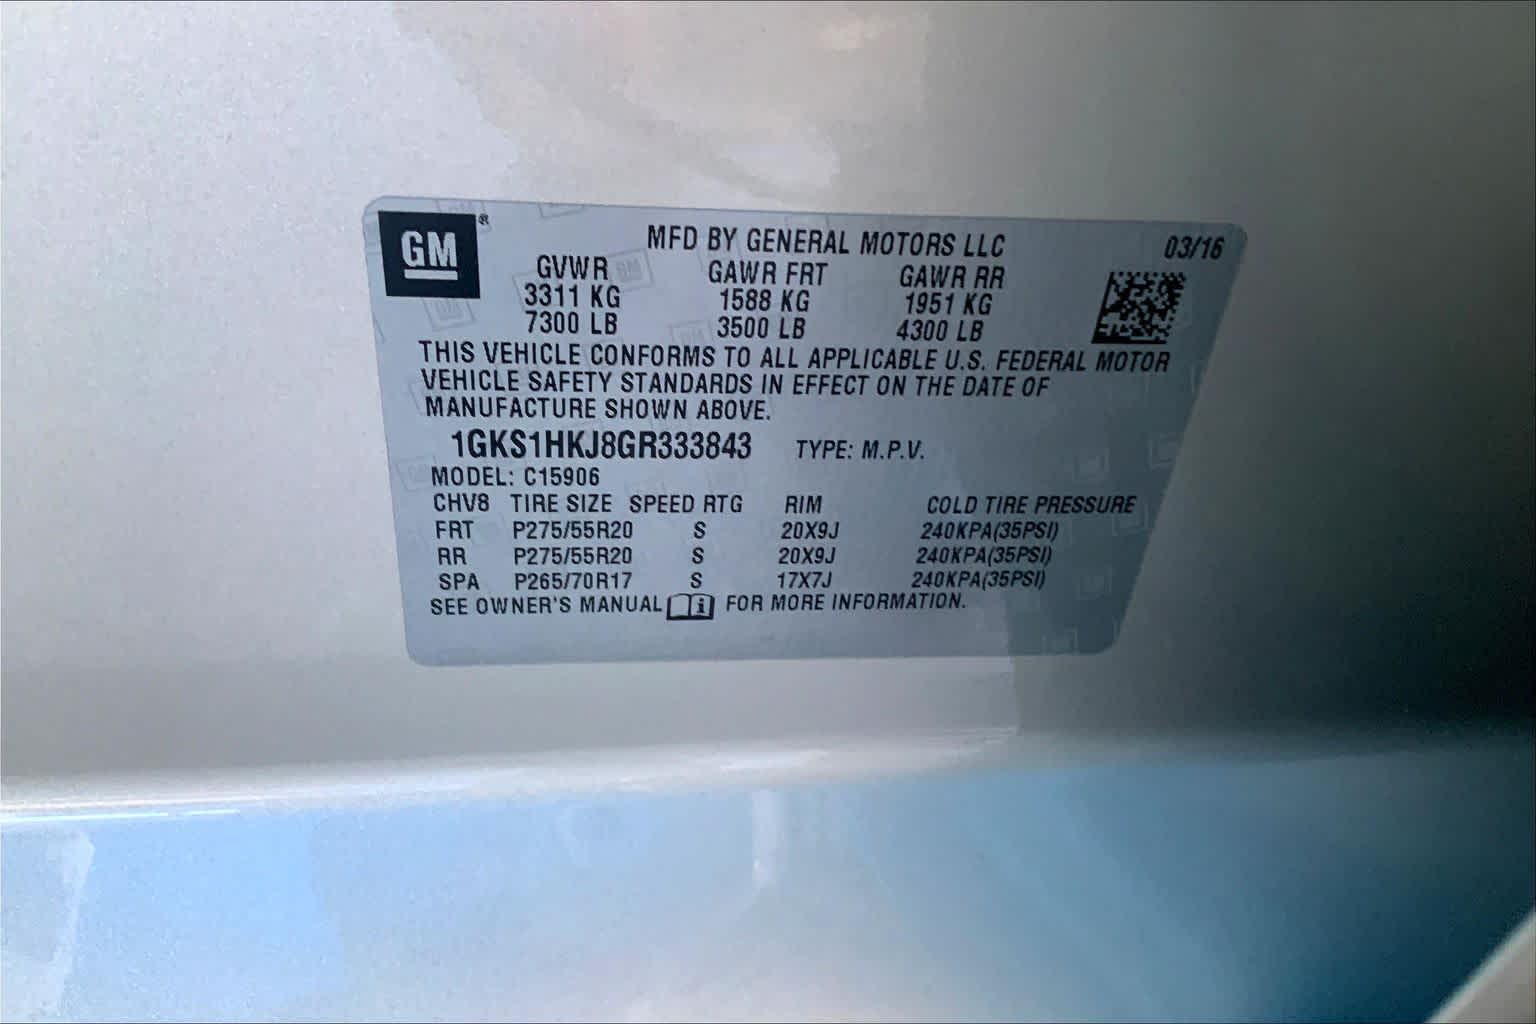 GM®
MFD BY GENERAL MOTORS LLC 03/16
GVWR GAWR FRT GAWR RR
3311 KG 1588 KG 1951 KG
7300 LB 3500 LB 4300 LB
THIS VEHICLE CONFORMS TO ALL APPLICABLE U.S. FEDERAL MOTOR
VEHICLE SAFETY STANDARDS IN EFFECT ON THE DATE OF
MANUFACTURE SHOWN ABOVE.
1GKS1HKJ8GR333843 TYPE: M.P.V.
MODEL: C15906
CHV8 TIRE SIZE SPEED RTG RIM COLD TIRE PRESSURE
FRT P275/55R20 S 20X9J 240KPA(35PSI)
RR P275/55R20 S 20X9J 240KPA(35PSI)
SPA P265/70R17 S 17X7J 240KPA(35PSI)
SEE OWNER'S MANUAL FOR MORE INFORMATION.